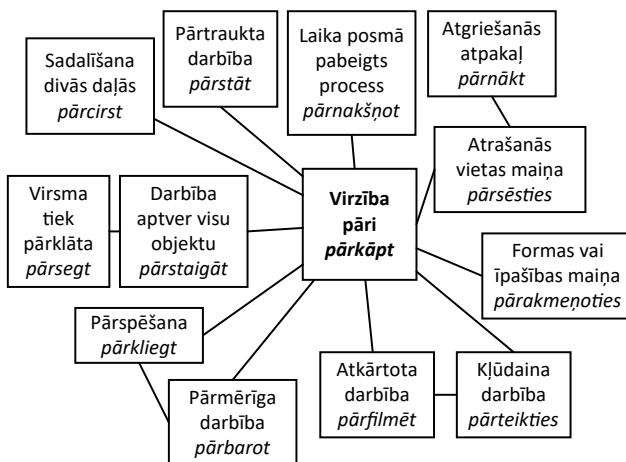 Sadalīšana
divās daļās
pārcirst
Pārtraukta
darbība
pārstāt
Laika posmā
pabeigts
process
pārnakšņot
Atgriešanās
atpakaļ
pārnākt
Atrašanās
vietas maiņa
pārsēsties
Virsma
tiek
pārklāta
pārsegt
Darbība
aptver visu
objektu
pārstaigāt
Virzība
pāri
pārkāpt
Formas vai
īpašības maiņa
pārakmeņoties
Pārspēšana
pārkliegt
Pārmērīga
darbība
pārbarot
Atkārtota
darbība
pārfilmēt
Kļūdaina
darbība
pārteikties